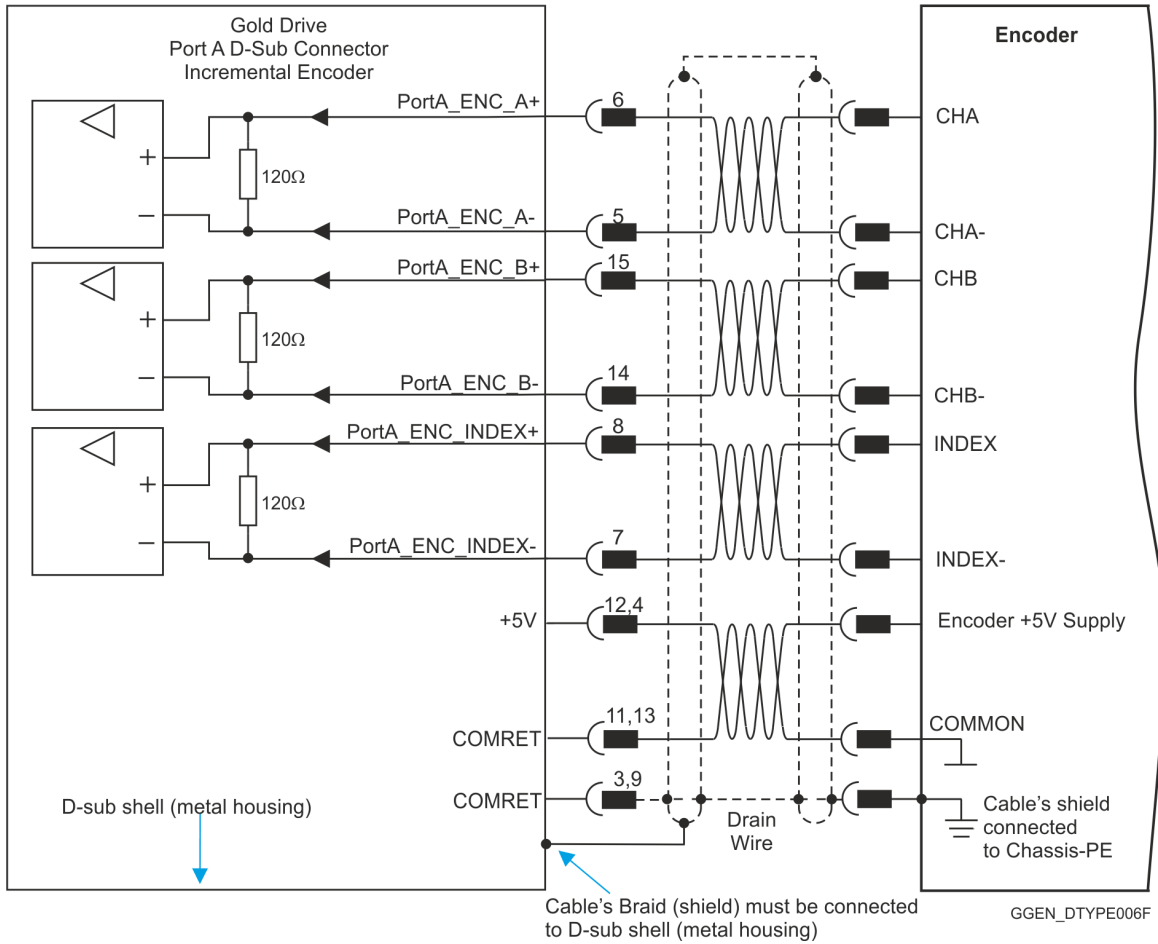 Gold Drive
Port A D-Sub Connector
Incremental Encoder
Encoder
PortA_ENC_A+
6
CHA
+
120Ω
−
PortA_ENC_A-
5
CHA-
PortA_ENC_B+
15
CHB
+
120Ω
−
PortA_ENC_B-
14
CHB-
PortA_ENC_INDEX+
8
INDEX
+
120Ω
−
PortA_ENC_INDEX-
7
INDEX-
+5V
12,4
Encoder +5V Supply
COMRET
11,13
COMMON
COMRET
3,9
Drain
Wire
Cable's shield
connected
to Chassis-PE
D-sub shell (metal housing)
Cable's Braid (shield) must be connected
to D-sub shell (metal housing)
GGEN_DTYPE006F